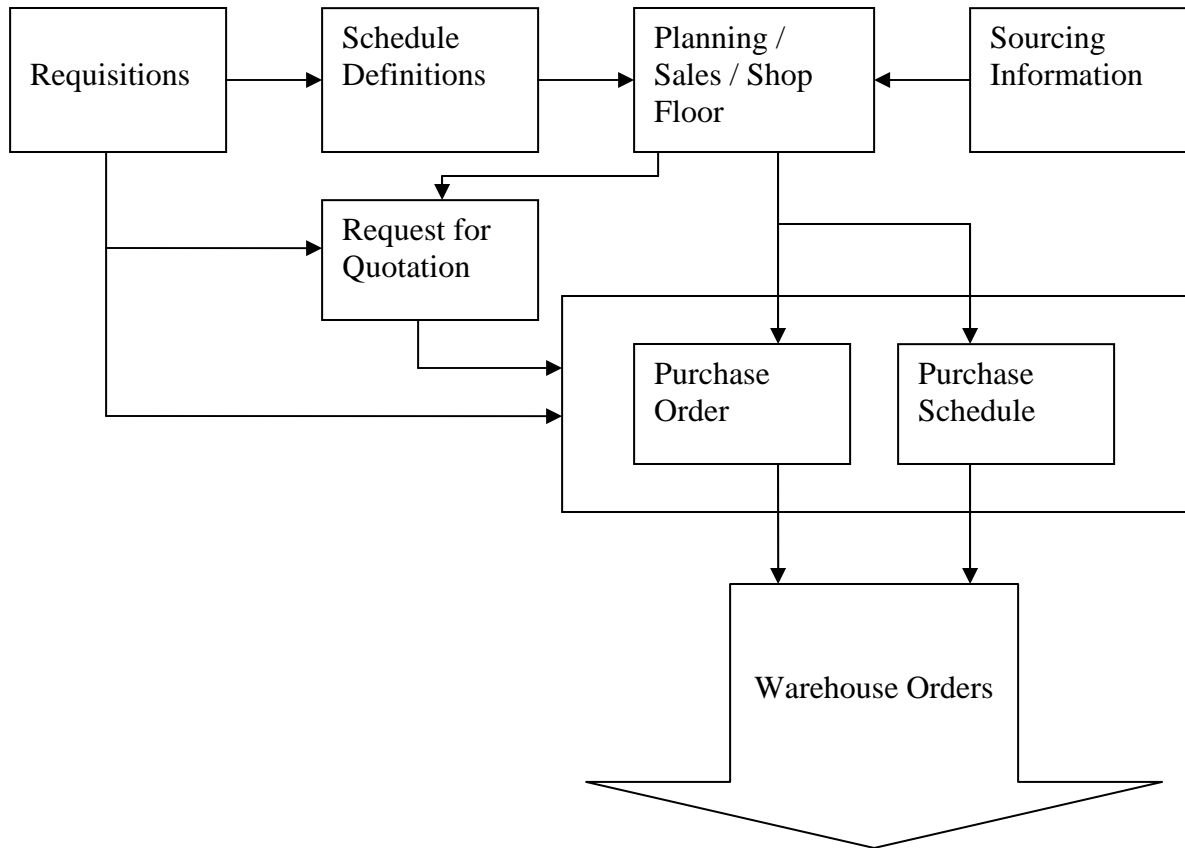 Requisitions
Schedule
Definitions
Planning /
Sales / Shop
Floor
Sourcing
Information
Request for
Quotation
Purchase
Order
Purchase
Schedule
Warehouse Orders